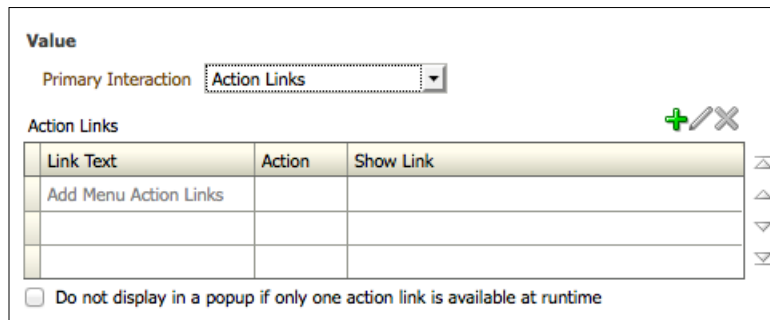 Value
Primary Interaction Action Links
Action Links
Link Text Action Show Link
Add Menu Action Links
Do not display in a popup if only one action link is available at runtime